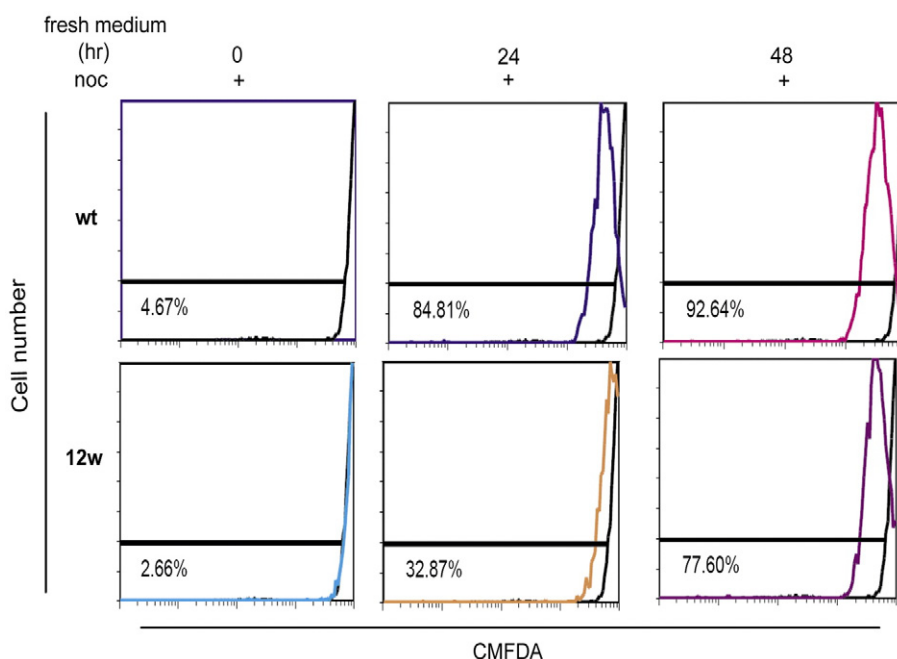 fresh medium
(hr) 0 24 48
noc + + +
Cell number
wt
4.67% 84.81% 92.64%
12w
2.66% 32.87% 77.60%
CMFDA